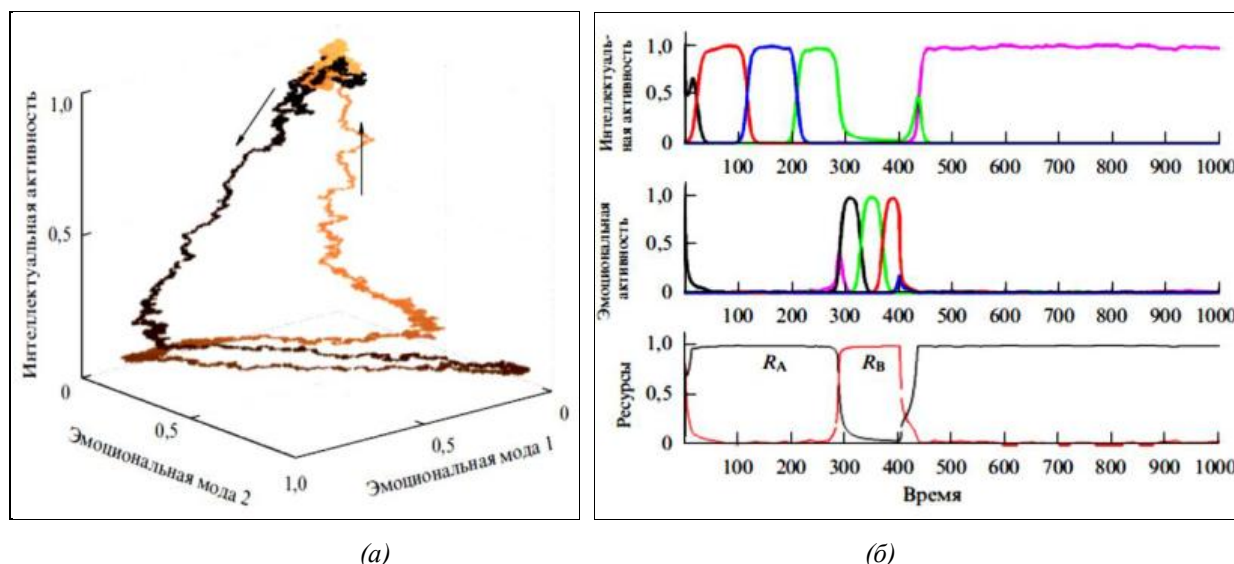 Интеллектуальная активность
1,0
0,5
0
0,5
1,0
Эмоциональная мода 2
0
0,5
Эмоциональная мода 1
Интеллектуаль-
ная активность
1,0
0,5
0
100 200 300 400 500 600 700 800 900 1000
Эмоциональная
активность
1,0
0,5
0
100 200 300 400 500 600 700 800 900 1000
Ресурсы
1,0
0,5
0
R_A
R_B
100 200 300 400 500 600 700 800 900 1000
Время
(а)
(б)